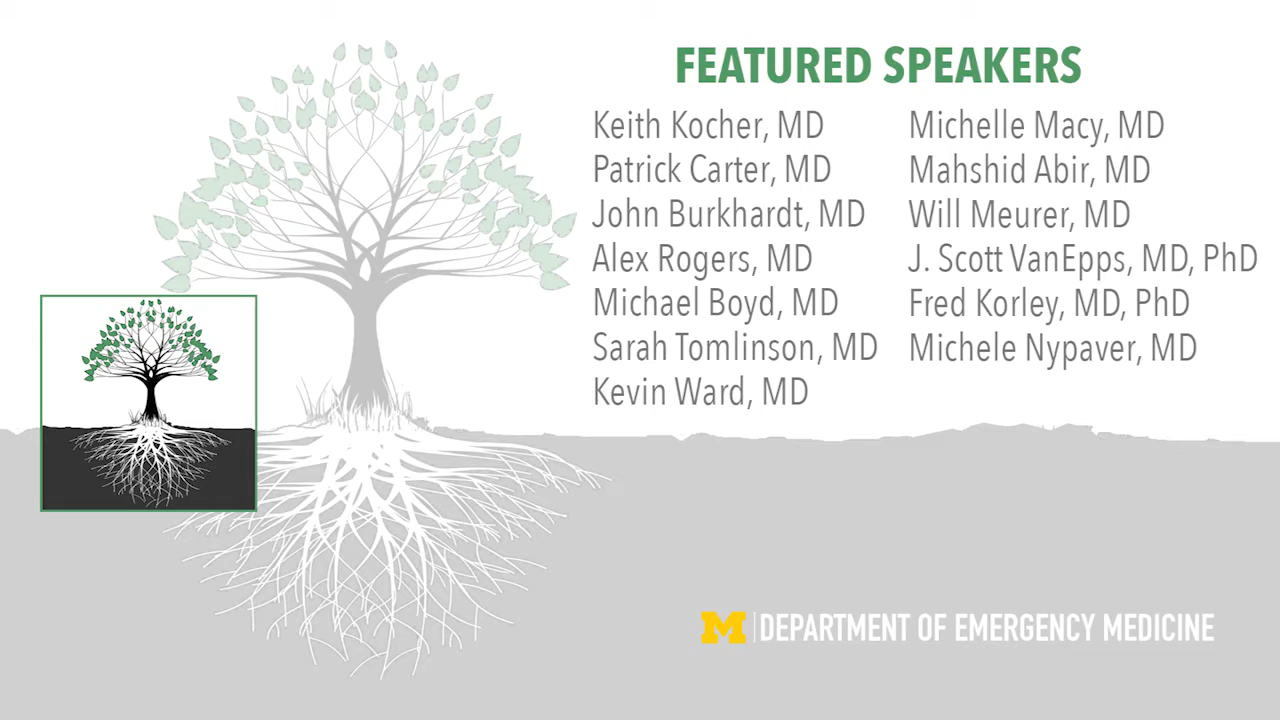 FEATURED SPEAKERS
Keith Kocher, MD
Patrick Carter, MD
John Burkhardt, MD
Alex Rogers, MD
Michael Boyd, MD
Sarah Tomlinson, MD
Kevin Ward, MD
Michelle Macy, MD
Mahshid Abir, MD
Will Meurer, MD
J. Scott VanEpps, MD, PhD
Fred Korley, MD, PhD
Michele Nypaver, MD
M DEPARTMENT OF EMERGENCY MEDICINE